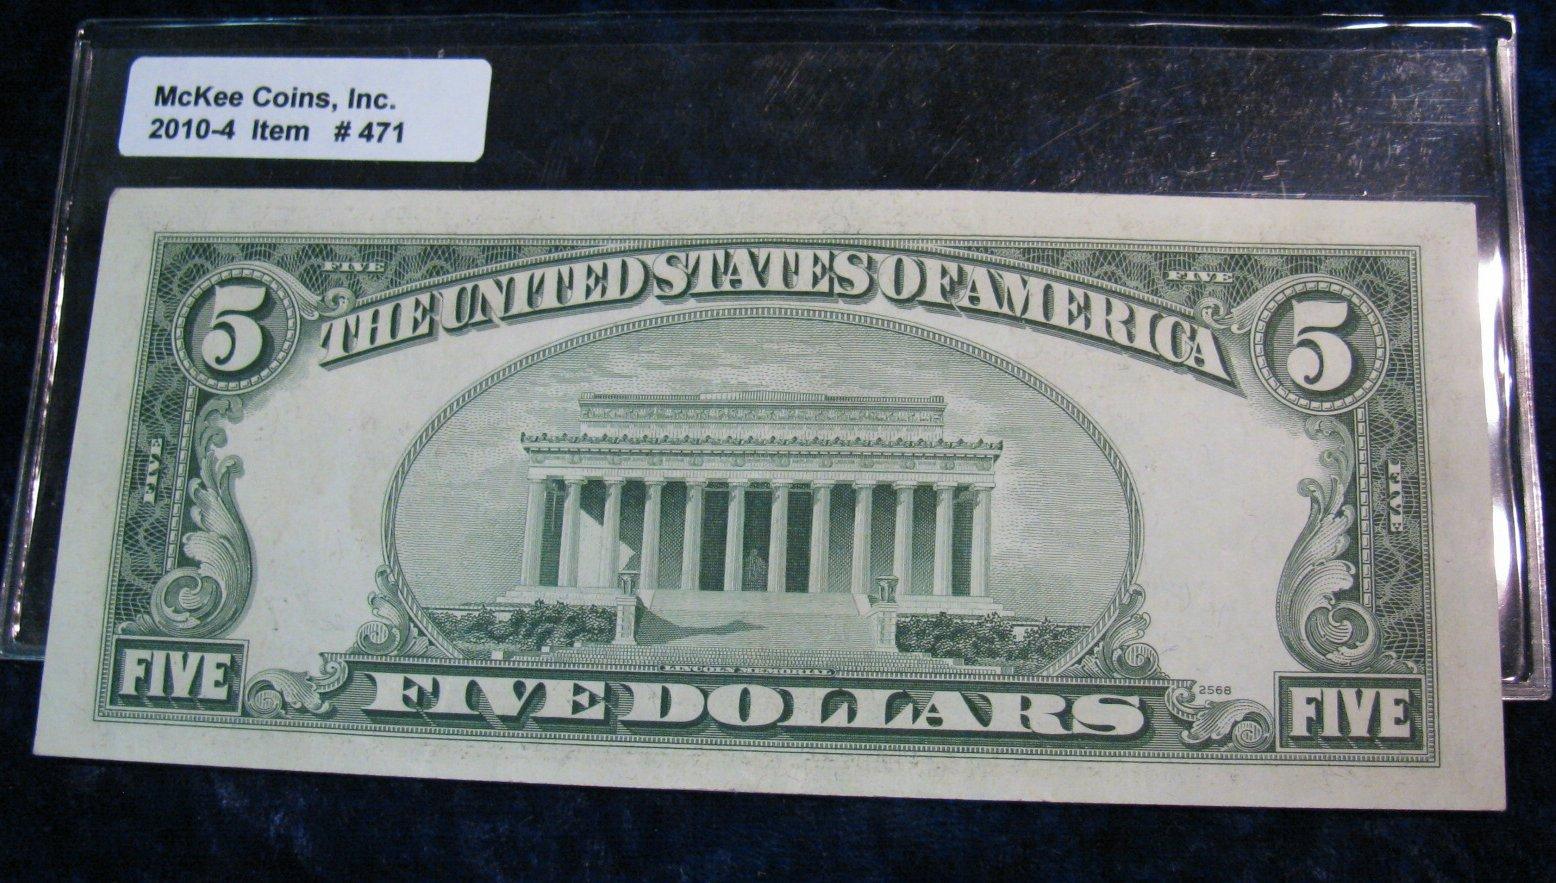 McKee Coins, Inc.
2010-4 Item # 471
FIVE FIVE
5 THE UNITED STATES OF AMERICA 5
FIVE FIVE
LINCOLN MEMORIAL
FIVE FIVE DOLLARS 2568 FIVE